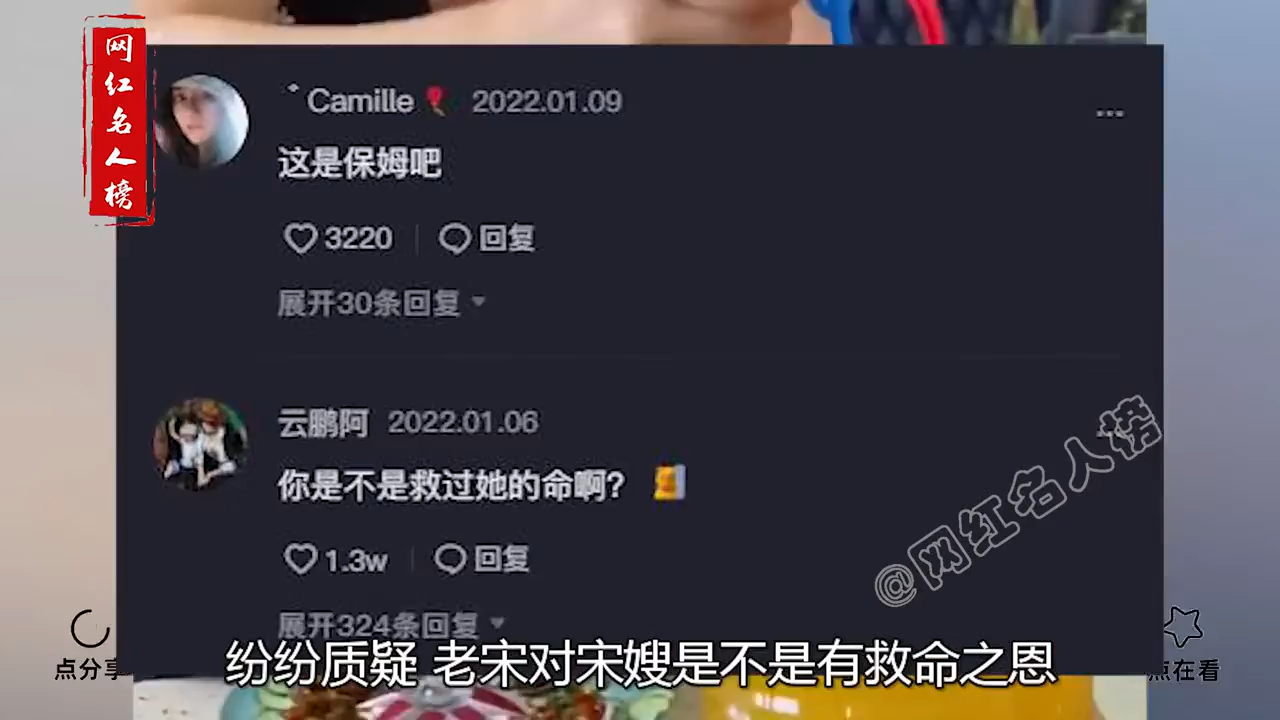 网红名人榜
Camille 2022.01.09
这是保姆吧
3220 回复
展开30条回复
云鹏阿 2022.01.06
你是不是救过她的命啊?
1.3w 回复
展开324条回复
@网红名人榜
点分享
点在看
纷纷质疑 老宋对宋嫂是不是有救命之恩